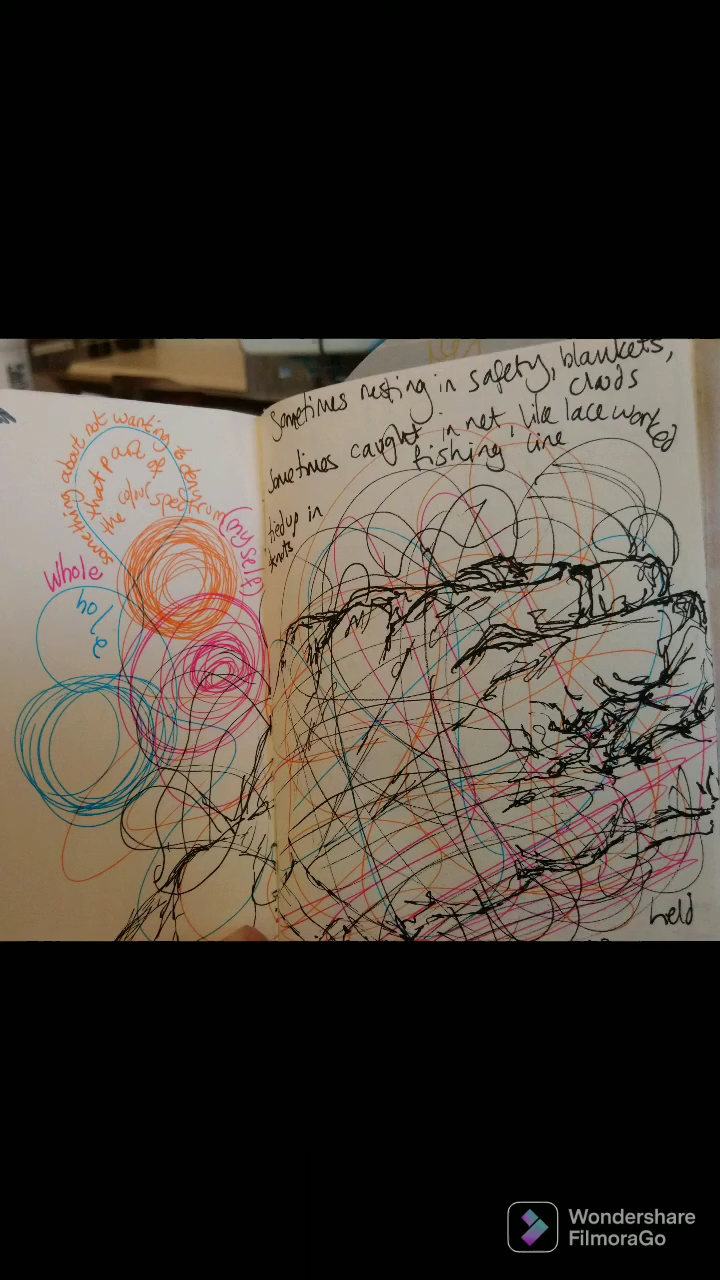 something about not wanting to deny
that part of
the colour spectrum
(myself)
Whole
Sometimes resting in safety, blankets,
clouds
Sometimes caught in net like lace worked
fishing line
tied up in
knots
held
Wondershare
FilmoraGo